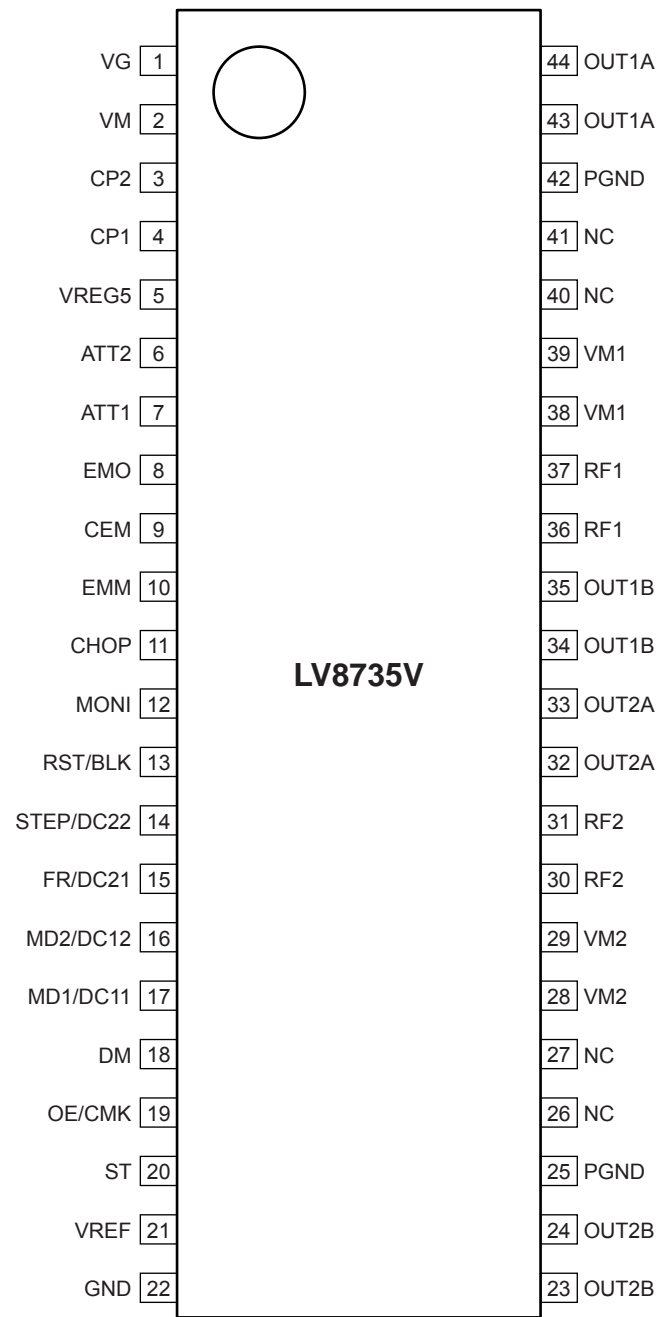 VG 1 44 OUT1A
VM 2 43 OUT1A
CP2 3 42 PGND
CP1 4 41 NC
VREG5 5 40 NC
ATT2 6 39 VM1
ATT1 7 38 VM1
EMO 8 37 RF1
CEM 9 36 RF1
EMM 10 35 OUT1B
CHOP 11 34 OUT1B
LV8735V
MONI 12 33 OUT2A
RST/BLK 13 32 OUT2A
STEP/DC22 14 31 RF2
FR/DC21 15 30 RF2
MD2/DC12 16 29 VM2
MD1/DC11 17 28 VM2
DM 18 27 NC
OE/CMK 19 26 NC
ST 20 25 PGND
VREF 21 24 OUT2B
GND 22 23 OUT2B